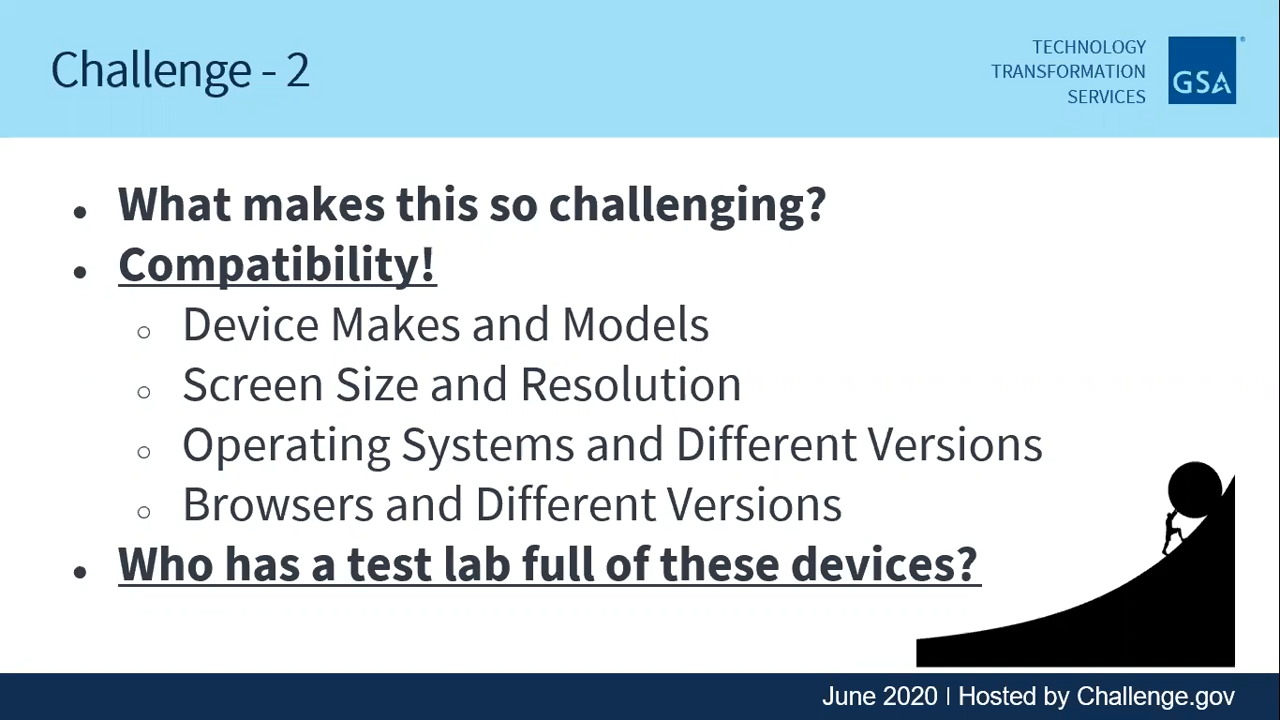 Challenge - 2
TECHNOLOGY
TRANSFORMATION
SERVICES
GSA
®
● What makes this so challenging?
● Compatibility!
○ Device Makes and Models
○ Screen Size and Resolution
○ Operating Systems and Different Versions
○ Browsers and Different Versions
● Who has a test lab full of these devices?
June 2020 | Hosted by Challenge.gov